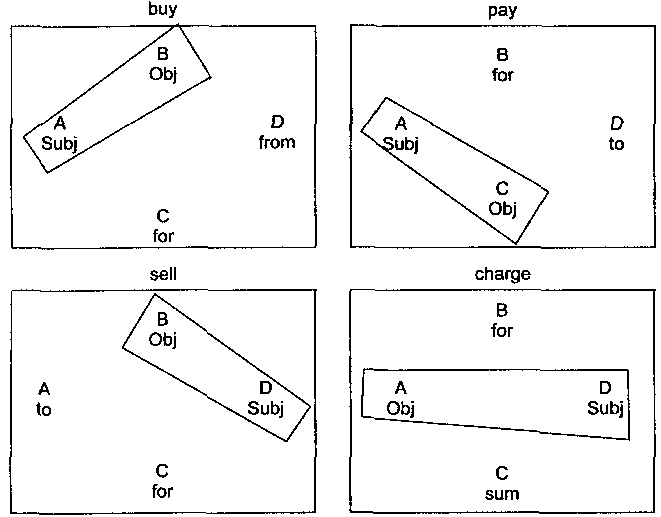 buy
B
Obj
A
Subj
D
from
C
for
pay
B
for
A
Subj
D
to
C
Obj
sell
B
Obj
A
to
D
Subj
C
for
charge
B
for
A
Obj
D
Subj
C
sum